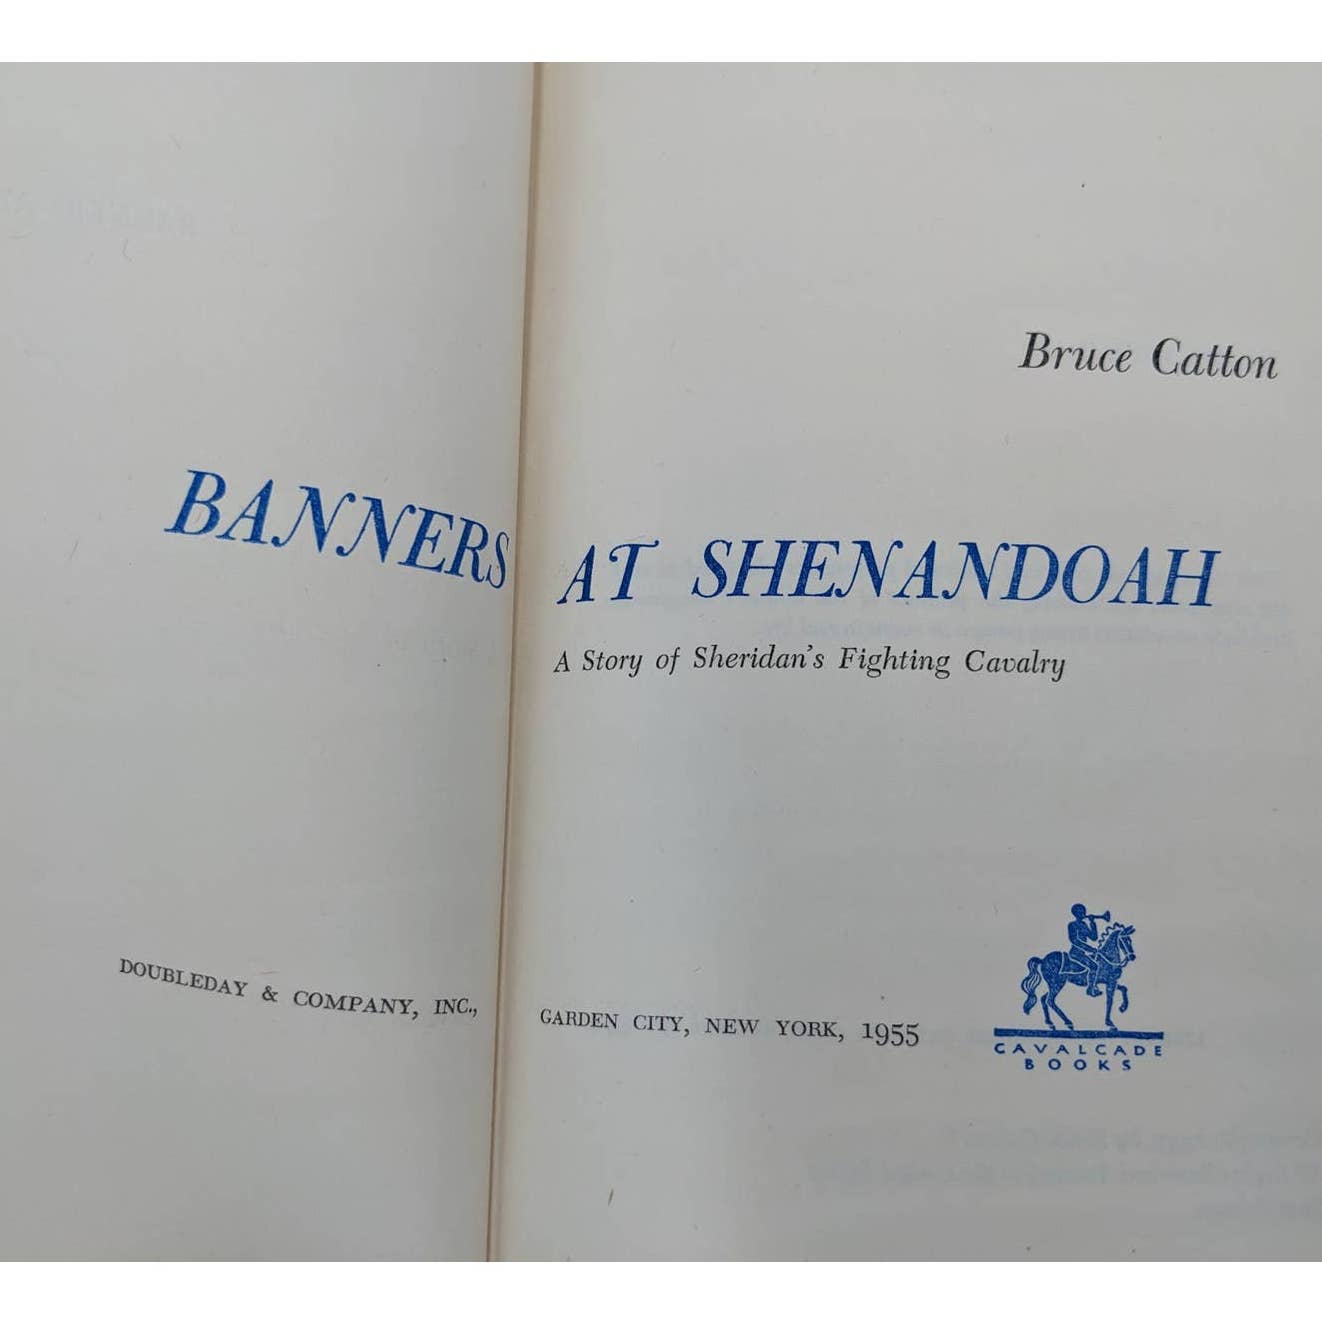 Bruce Catton
BANNERS AT SHENANDOAH
A Story of Sheridan's Fighting Cavalry
DOUBLEDAY & COMPANY, INC., GARDEN CITY, NEW YORK, 1955
CAVALCADE
BOOKS